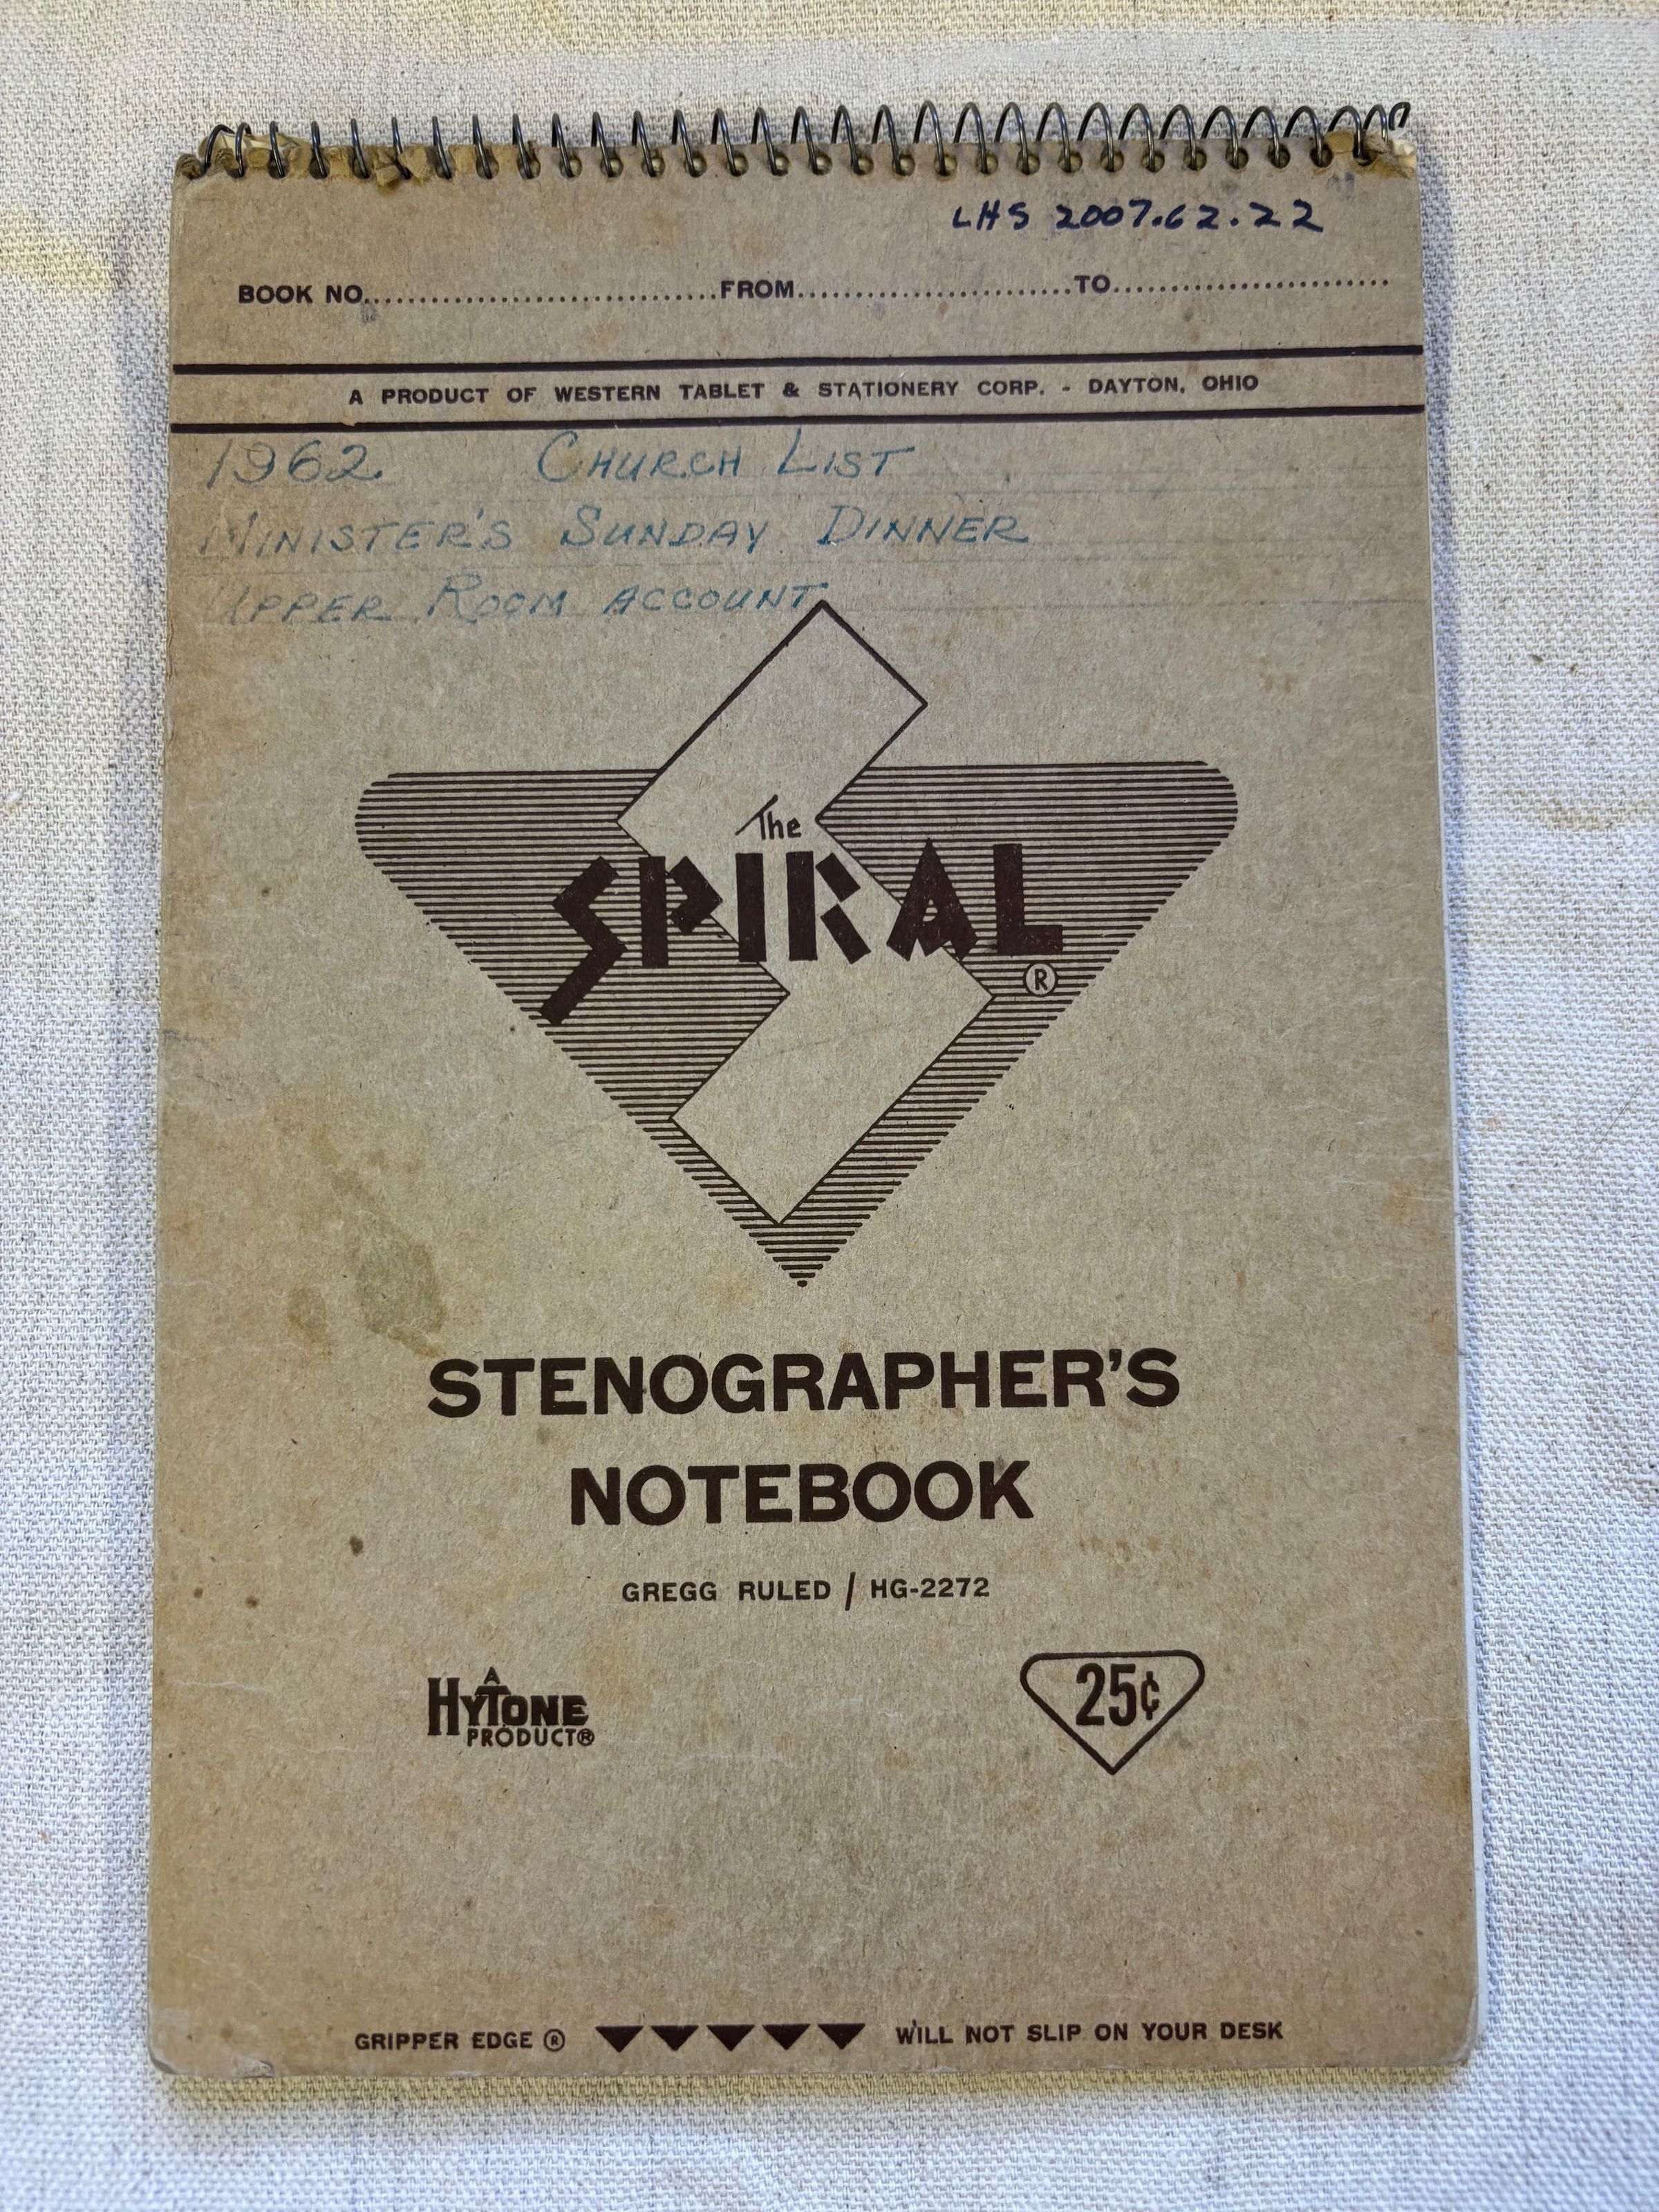 LHS 2007.62.22
BOOK NO..............................FROM.........................TO.........................
A PRODUCT OF WESTERN TABLET & STATIONERY CORP. - DAYTON, OHIO
1962 CHURCH LIST
MINISTER'S SUNDAY DINNER
UPPER ROOM ACCOUNT
The
SPIRAL
®
STENOGRAPHER'S
NOTEBOOK
GREGG RULED / HG-2272
A
HYTONE
PRODUCT®
25¢
GRIPPER EDGE ® ▼▼▼▼▼ WILL NOT SLIP ON YOUR DESK